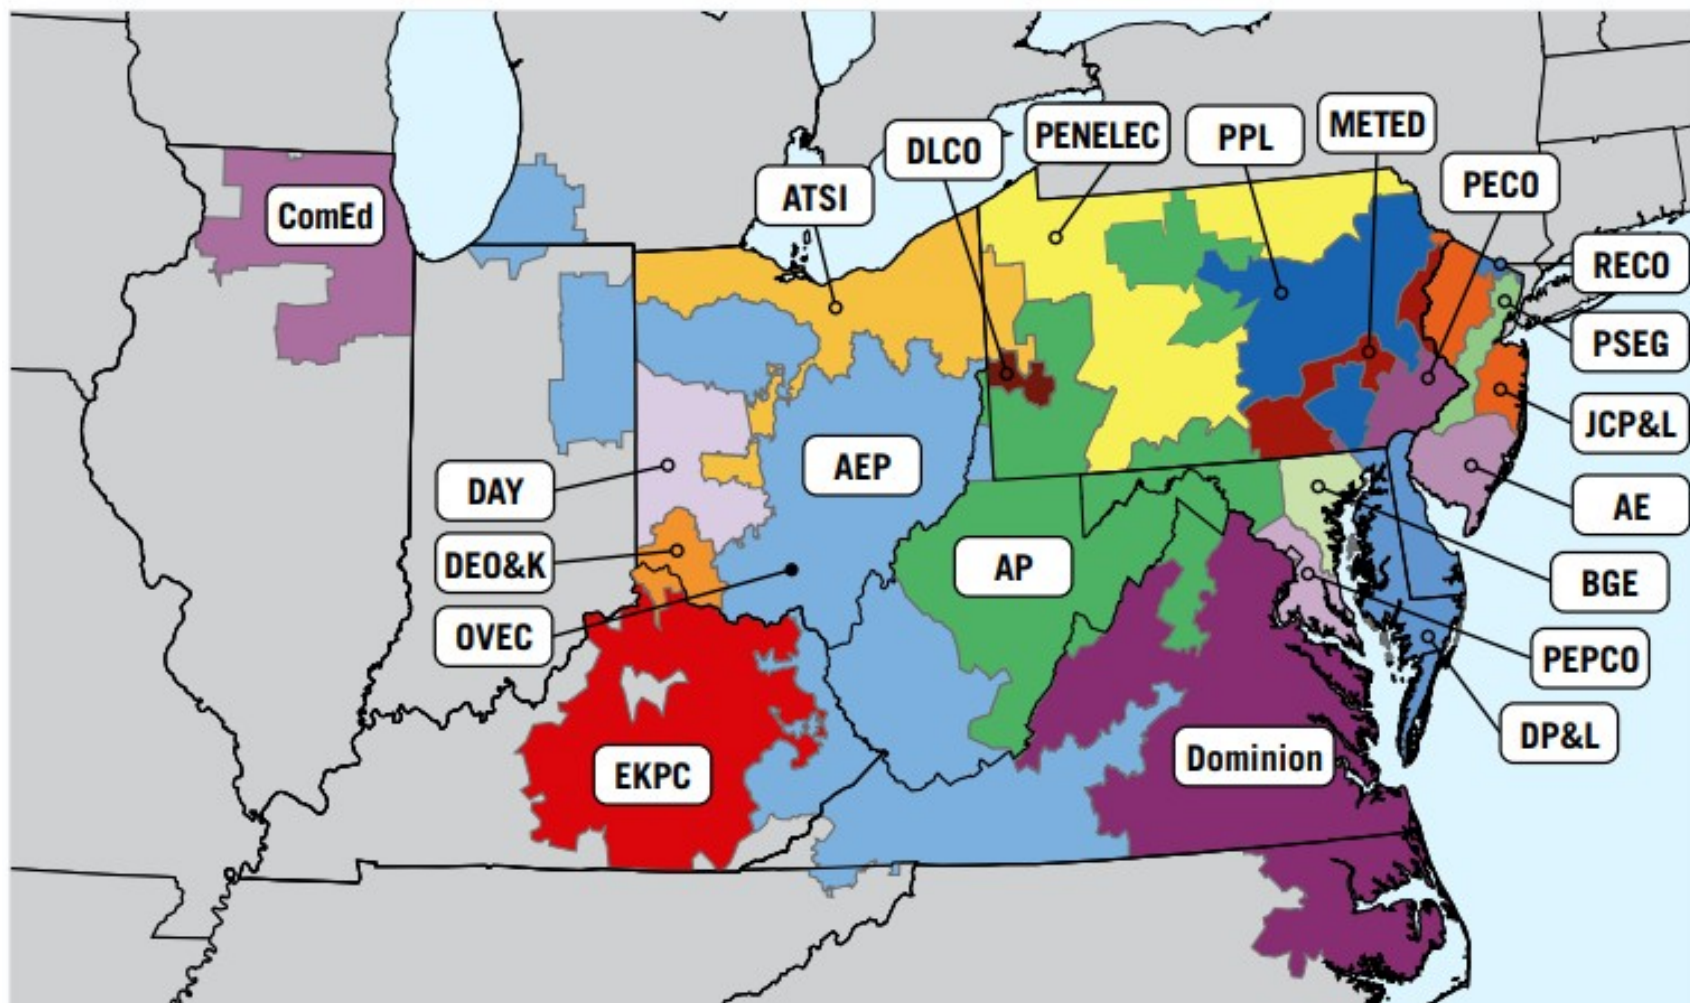 METED
DLCO
PENELEC
PPL
PECO
ATSI
ComEd
RECO
PSEG
JCP&L
AEP
DAY
AE
DEO&K
AP
BGE
OVEC
PEPCO
DP&L
Dominion
EKPC